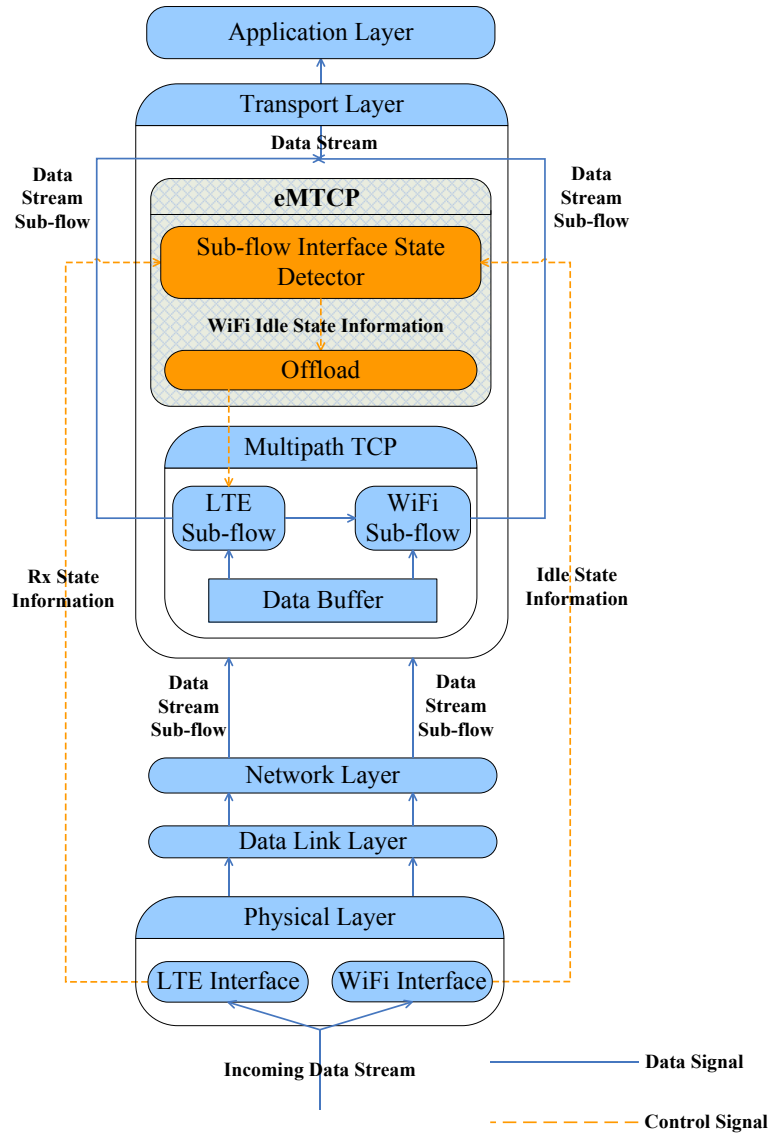 Application Layer
Transport Layer
Data Stream
Data
Stream
Sub-flow
Data
Stream
Sub-flow
eMTCP
Sub-flow Interface State
Detector
WiFi Idle State Information
Offload
Multipath TCP
LTE
Sub-flow
WiFi
Sub-flow
Data Buffer
Rx State
Information
Idle State
Information
Data
Stream
Sub-flow
Data
Stream
Sub-flow
Network Layer
Data Link Layer
Physical Layer
LTE Interface
WiFi Interface
Incoming Data Stream
Data Signal
Control Signal